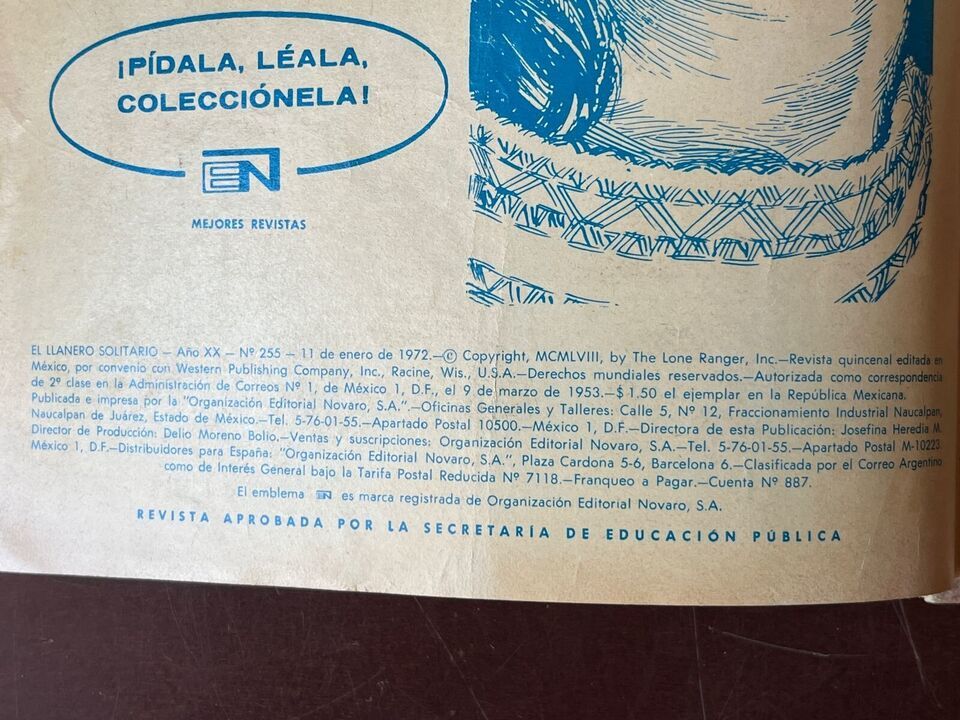 ¡PÍDALA, LÉALA,
COLECCIÓNELA!
EN
MEJORES REVISTAS
EL LLANERO SOLITARIO — Año XX — Nº 255 — 11 de enero de 1972.—© Copyright, MCMLVIII, by The Lone Ranger, Inc.—Revista quincenal editada en
México, por convenio con Western Publishing Company, Inc., Racine, Wis., U.S.A.—Derechos mundiales reservados.—Autorizada como correspondencia
de 2ª clase en la Administración de Correos Nº 1, de México 1, D.F., el 9 de marzo de 1953.—$ 1.50 el ejemplar en la República Mexicana.
Publicada e impresa por la "Organización Editorial Novaro, S.A.".—Oficinas Generales y Talleres: Calle 5, Nº 12, Fraccionamiento Industrial Naucalpan,
Naucalpan de Juárez, Estado de México.—Tel. 5-76-01-55.—Apartado Postal 10500.—México 1, D.F.—Directora de esta Publicación: Josefina Heredia M.
Director de Producción: Delio Moreno Bolio.—Ventas y suscripciones: Organización Editorial Novaro, S.A.—Tel. 5-76-01-55.—Apartado Postal M-10223.
México 1, D.F.—Distribuidores para España: "Organización Editorial Novaro, S.A.", Plaza Cardona 5-6, Barcelona 6.—Clasificada por el Correo Argentino
como de Interés General bajo la Tarifa Postal Reducida Nº 7118.—Franqueo a Pagar.—Cuenta Nº 887.
El emblema EN es marca registrada de Organización Editorial Novaro, S.A.
REVISTA APROBADA POR LA SECRETARIA DE EDUCACIÓN PÚBLICA